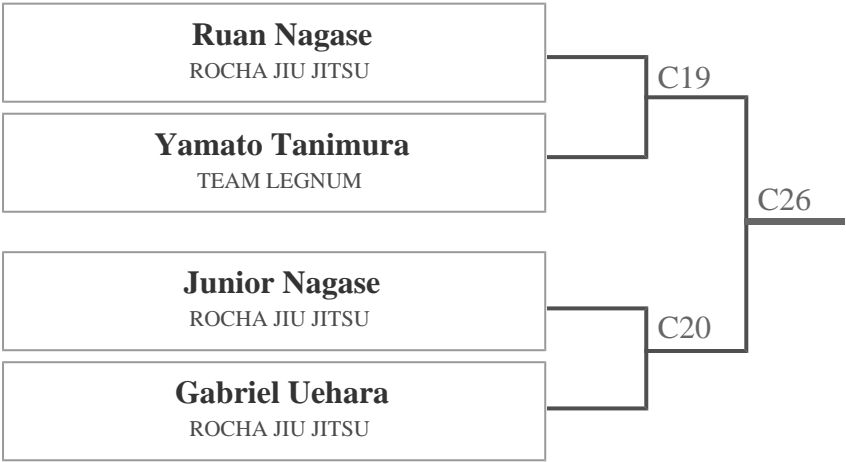 Ruan Nagase
ROCHA JIU JITSU
C19
Yamato Tanimura
TEAM LEGNUM
C26
Junior Nagase
ROCHA JIU JITSU
C20
Gabriel Uehara
ROCHA JIU JITSU